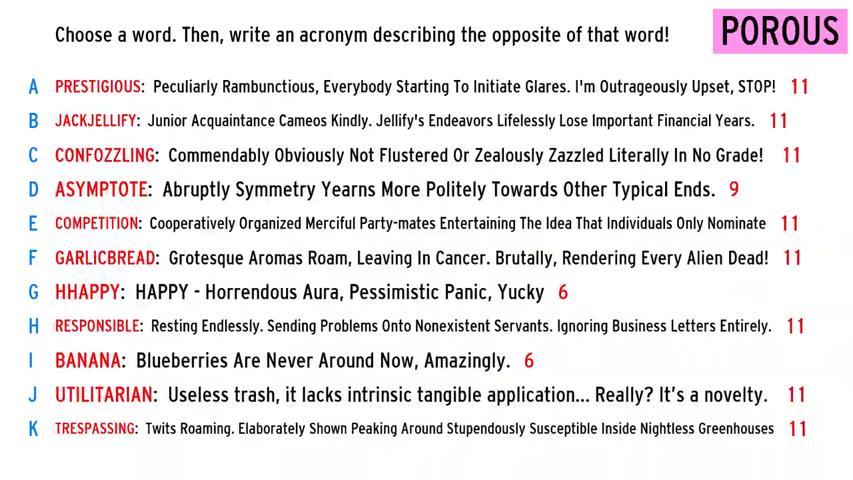 Choose a word. Then, write an acronym describing the opposite of that word!
POROUS
A PRESTIGIOUS: Peculiarly Rambunctious, Everybody Starting To Initiate Glares. I'm Outrageously Upset, STOP! 11
B JACKJELLIFY: Junior Acquaintance Cameos Kindly. Jellify's Endeavors Lifelessly Lose Important Financial Years. 11
C CONFOZZLING: Commendably Obviously Not Flustered Or Zealously Zazzled Literally In No Grade! 11
D ASYMPTOTE: Abruptly Symmetry Yearns More Politely Towards Other Typical Ends. 9
E COMPETITION: Cooperatively Organized Merciful Party-mates Entertaining The Idea That Individuals Only Nominate 11
F GARLICBREAD: Grotesque Aromas Roam, Leaving In Cancer. Brutally, Rendering Every Alien Dead! 11
G HHAPPY: HAPPY - Horrendous Aura, Pessimistic Panic, Yucky 6
H RESPONSIBLE: Resting Endlessly. Sending Problems Onto Nonexistent Servants. Ignoring Business Letters Entirely. 11
I BANANA: Blueberries Are Never Around Now, Amazingly. 6
J UTILITARIAN: Useless trash, it lacks intrinsic tangible application... Really? It's a novelty. 11
K TRESPASSING: Twits Roaming. Elaborately Shown Peaking Around Stupendously Susceptible Inside Nightless Greenhouses 11